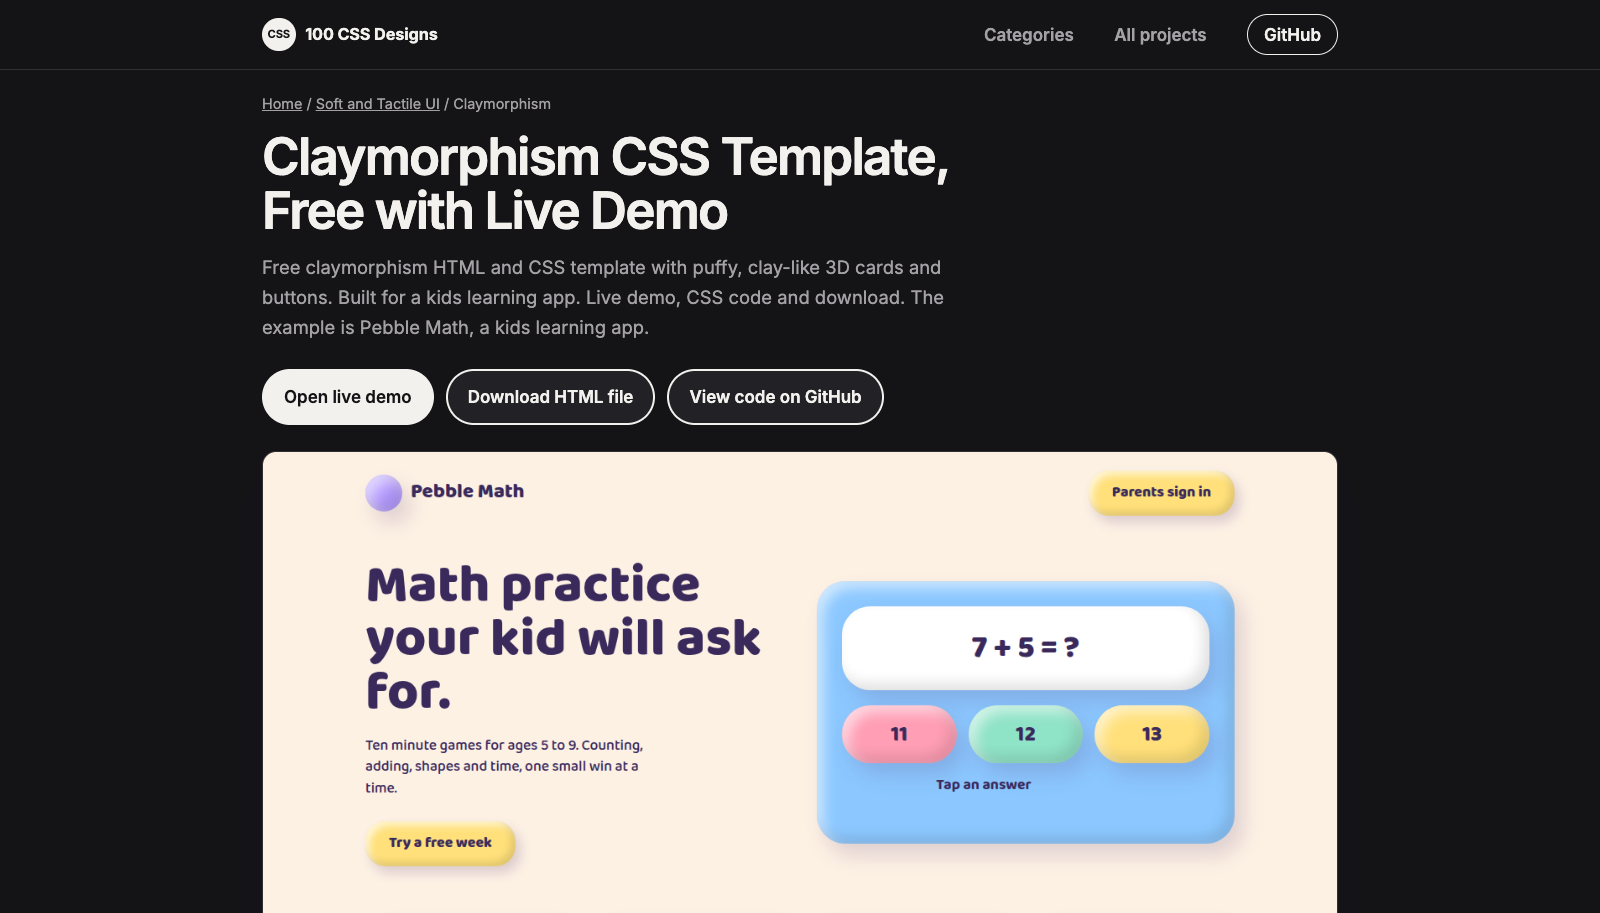 CSS 100 CSS Designs
Categories All projects GitHub
Home / Soft and Tactile UI / Claymorphism
Claymorphism CSS Template,
Free with Live Demo
Free claymorphism HTML and CSS template with puffy, clay-like 3D cards and
buttons. Built for a kids learning app. Live demo, CSS code and download. The
example is Pebble Math, a kids learning app.
Open live demo Download HTML file View code on GitHub
Pebble Math
Parents sign in
Math practice
your kid will ask
for.
Ten minute games for ages 5 to 9. Counting,
adding, shapes and time, one small win at a
time.
Try a free week
7 + 5 = ?
11 12 13
Tap an answer